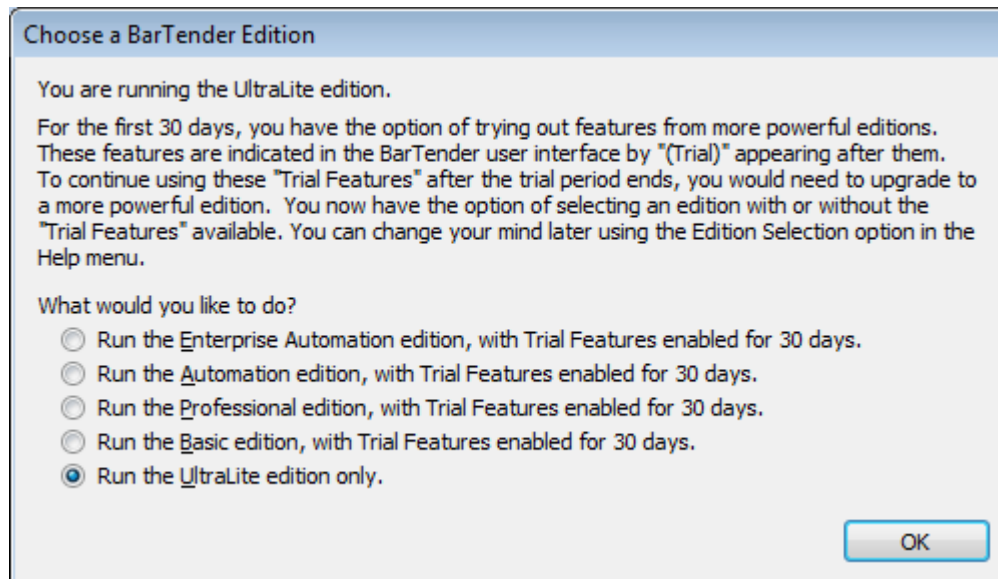 Choose a BarTender Edition
You are running the UltraLite edition.
For the first 30 days, you have the option of trying out features from more powerful editions.
These features are indicated in the BarTender user interface by "(Trial)" appearing after them.
To continue using these "Trial Features" after the trial period ends, you would need to upgrade to
a more powerful edition.  You now have the option of selecting an edition with or without the
"Trial Features" available. You can change your mind later using the Edition Selection option in the
Help menu.
What would you like to do?
Run the Enterprise Automation edition, with Trial Features enabled for 30 days.
Run the Automation edition, with Trial Features enabled for 30 days.
Run the Professional edition, with Trial Features enabled for 30 days.
Run the Basic edition, with Trial Features enabled for 30 days.
Run the UltraLite edition only.
OK